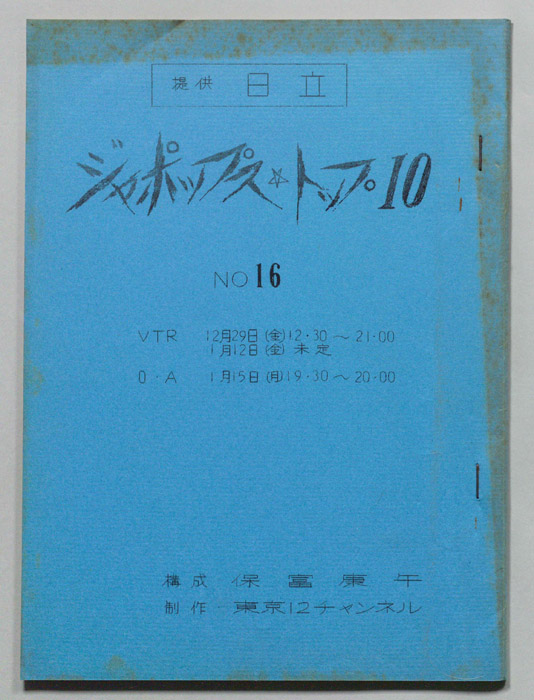 提供 日立
ジャポップス☆トップ10
NO 16
VTR 12月29日(金)12・30～21:00
1月12日(金)未定
O・A 1月15日(月)19・30～20:00
構成 保富康午
制作・東京12チャンネル